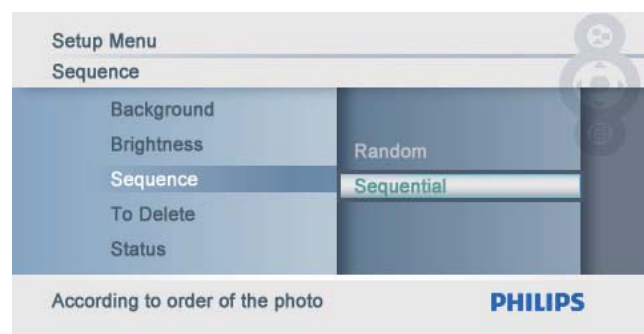 Setup Menu
Sequence
Background
Brightness
Sequence
To Delete
Status
Random
Sequential
According to order of the photo
PHILIPS